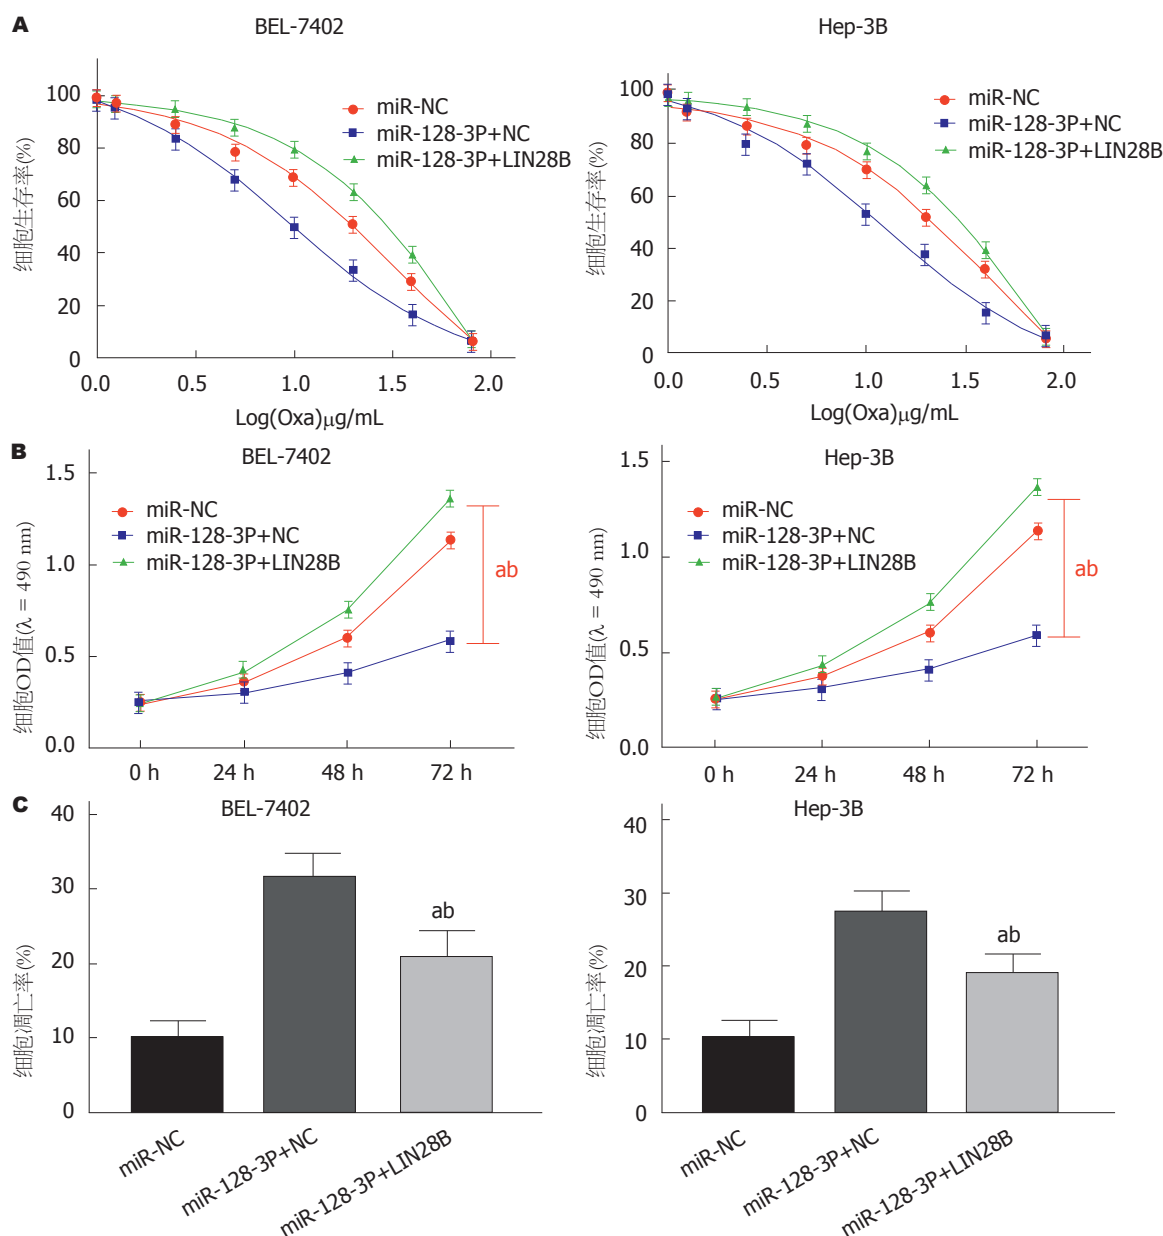 A
BEL-7402
Hep-3B
细胞生存率(%)
100
80
60
40
20
0
miR-NC
miR-128-3P+NC
miR-128-3P+LIN28B
0.0 0.5 1.0 1.5 2.0
Log(Oxa)μg/mL
细胞生存率(%)
100
80
60
40
20
0
miR-NC
miR-128-3P+NC
miR-128-3P+LIN28B
0.0 0.5 1.0 1.5 2.0
Log(Oxa)μg/mL
B
BEL-7402
Hep-3B
细胞OD值(λ = 490 nm)
1.5
1.0
0.5
0.0
miR-NC
miR-128-3P+NC
miR-128-3P+LIN28B
ab
0 h 24 h 48 h 72 h
细胞OD值(λ = 490 nm)
1.5
1.0
0.5
0.0
miR-NC
miR-128-3P+NC
miR-128-3P+LIN28B
ab
0 h 24 h 48 h 72 h
C
BEL-7402
Hep-3B
细胞凋亡率(%)
40
30
20
10
0
ab
miR-NC
miR-128-3P+NC
miR-128-3P+LIN28B
细胞凋亡率(%)
40
30
20
10
0
ab
miR-NC
miR-128-3P+NC
miR-128-3P+LIN28B